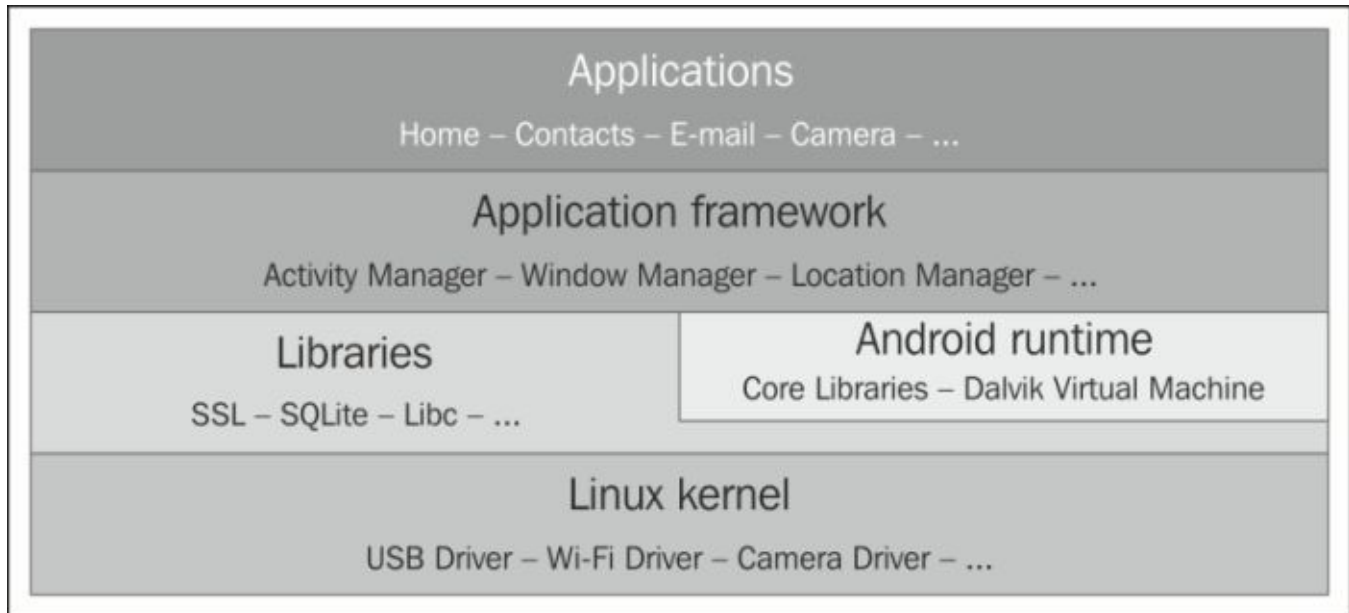 Applications
Home – Contacts – E-mail – Camera – ...
Application framework
Activity Manager – Window Manager – Location Manager – ...
Libraries
SSL – SQLite – Libc – ...
Android runtime
Core Libraries – Dalvik Virtual Machine
Linux kernel
USB Driver – Wi-Fi Driver – Camera Driver – ...